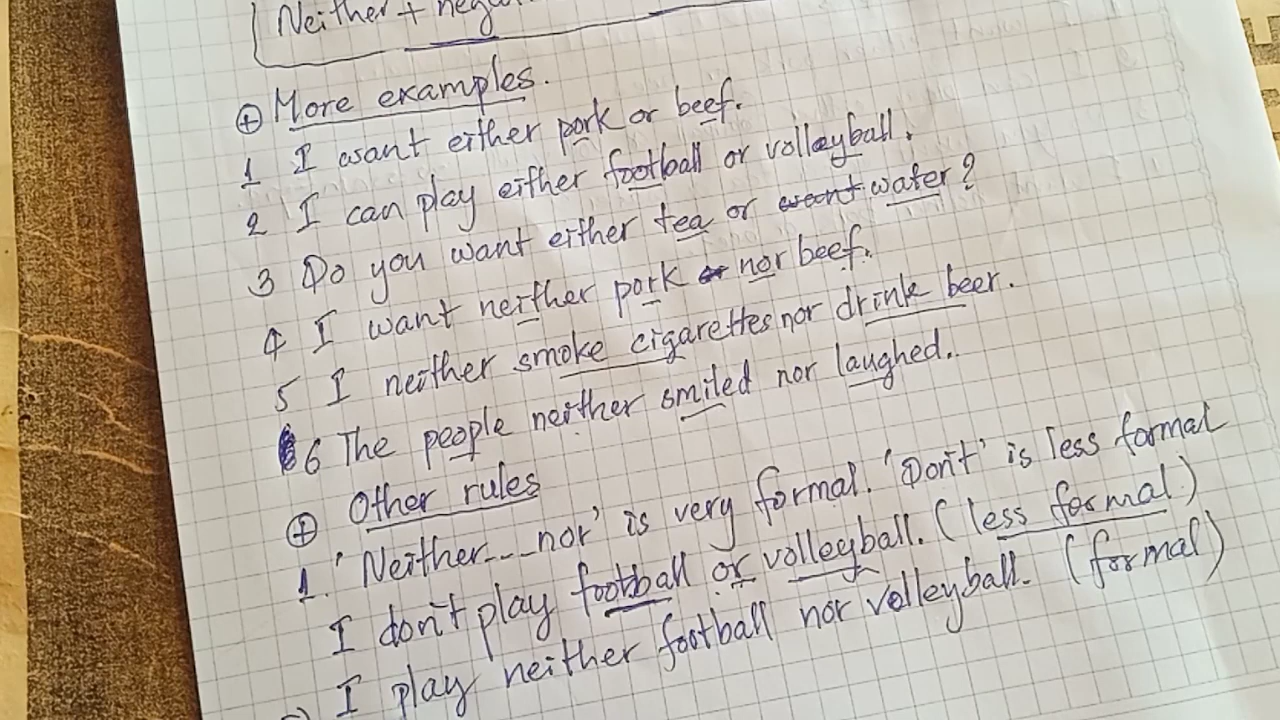 Neither +
⊕ More examples.
1 I want either pork or beef.
2 I can play either football or volleyball.
3 Do you want either tea or want water?
4 I want neither pork or nor beef.
5 I neither smoke cigarettes nor drink beer.
6 The people neither smiled nor laughed.
⊕ Other rules
1. 'Neither---nor' is very formal. 'Don't' is less formal
I don't play football or volleyball. (less formal)
I play neither football nor volleyball. (formal)